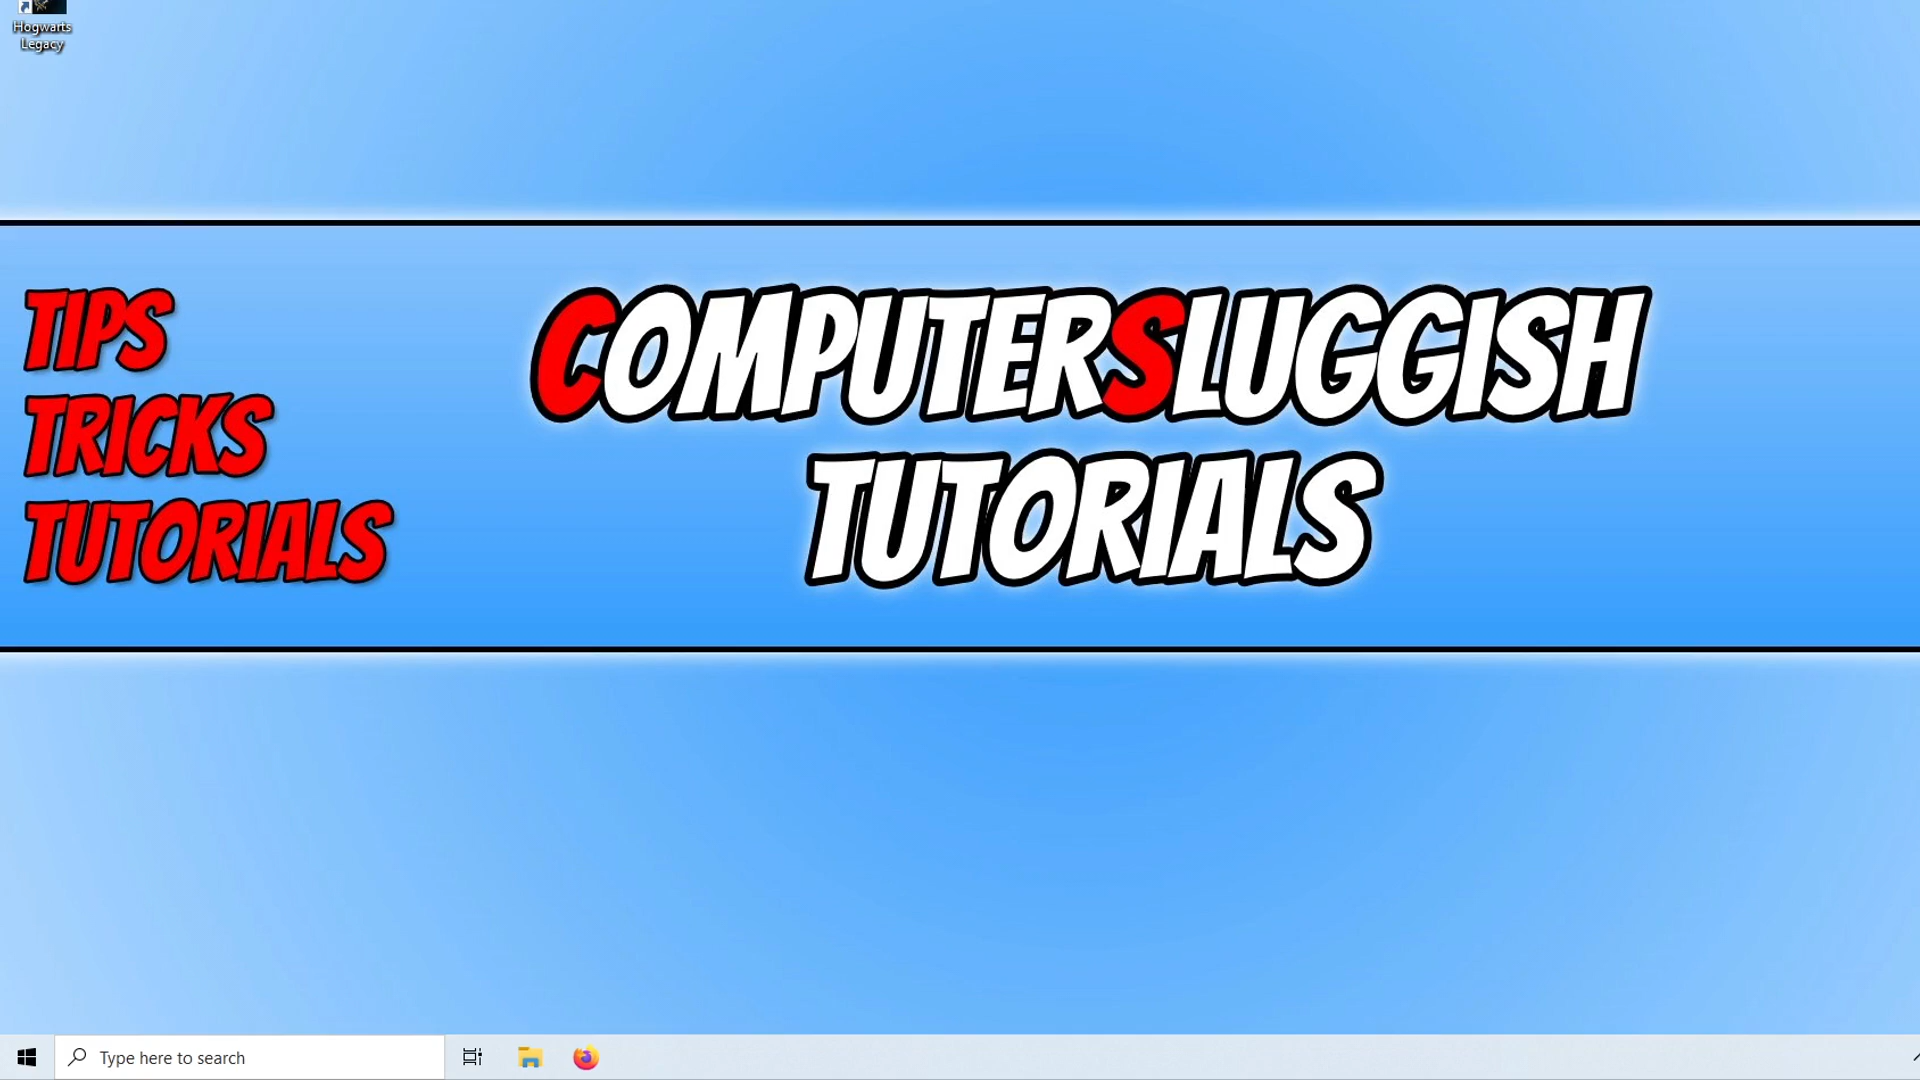 Hogwarts
Legacy
TIPS
TRICKS
TUTORIALS
COMPUTERSLUGGISH
TUTORIALS
Type here to search